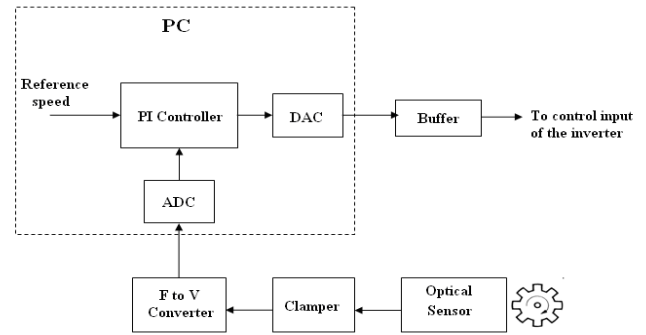 PC
Reference
speed
PI Controller
DAC
Buffer
To control input
of the inverter
ADC
F to V
Converter
Clamper
Optical
Sensor